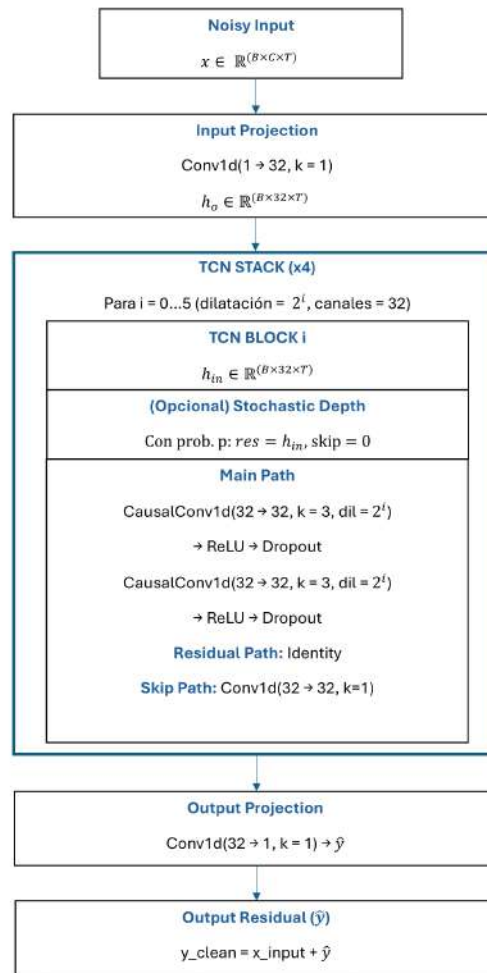 Noisy Input
x ∈ ℝ^(B×C×T)
Input Projection
Conv1d(1 → 32, k = 1)
h_o ∈ ℝ^(B×32×T)
TCN STACK (x4)
Para i = 0...5 (dilatación = 2^i, canales = 32)
TCN BLOCK i
h_in ∈ ℝ^(B×32×T)
(Opcional) Stochastic Depth
Con prob. p: res = h_in, skip = 0
Main Path
CausalConv1d(32 → 32, k = 3, dil = 2^i)
→ ReLU → Dropout
CausalConv1d(32 → 32, k = 3, dil = 2^i)
→ ReLU → Dropout
Residual Path: Identity
Skip Path: Conv1d(32 → 32, k=1)
Output Projection
Conv1d(32 → 1, k = 1) → ŷ
Output Residual (ŷ)
y_clean = x_input + ŷ